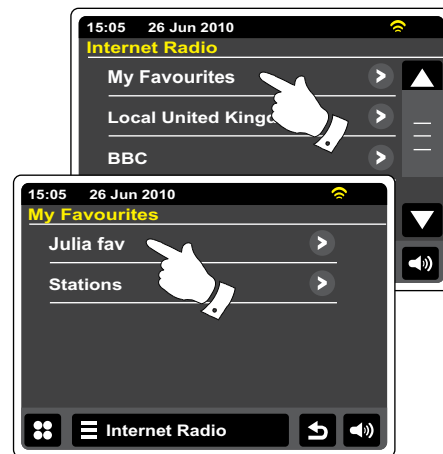 15:05 26 Jun 2010
Internet Radio
My Favourites
Local United Kingd
BBC
15:05 26 Jun 2010
My Favourites
Julia fav
Stations
Internet Radio